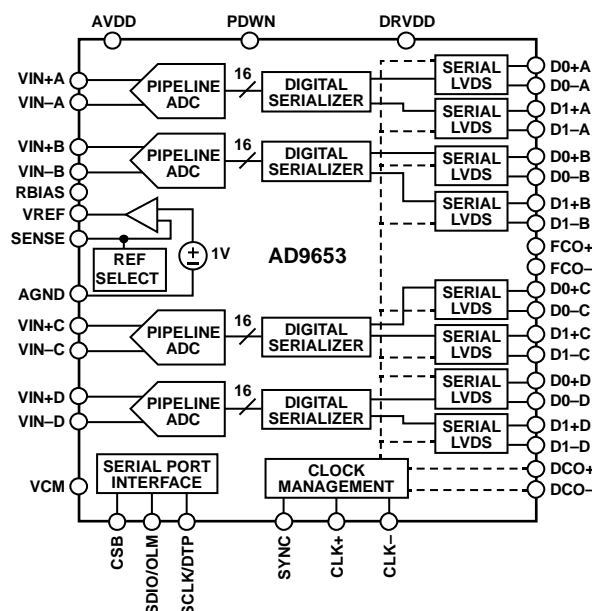 AVDD
PDWN
DRVDD
VIN+A
VIN–A
PIPELINE
ADC
16
DIGITAL
SERIALIZER
SERIAL
LVDS
D0+A
D0–A
SERIAL
LVDS
D1+A
D1–A
VIN+B
VIN–B
PIPELINE
ADC
16
DIGITAL
SERIALIZER
SERIAL
LVDS
D0+B
D0–B
SERIAL
LVDS
D1+B
D1–B
RBIAS
VREF
SENSE
REF
SELECT
1V
AD9653
FCO+
FCO–
AGND
VIN+C
VIN–C
PIPELINE
ADC
16
DIGITAL
SERIALIZER
SERIAL
LVDS
D0+C
D0–C
SERIAL
LVDS
D1+C
D1–C
VIN+D
VIN–D
PIPELINE
ADC
16
DIGITAL
SERIALIZER
SERIAL
LVDS
D0+D
D0–D
SERIAL
LVDS
D1+D
D1–D
VCM
SERIAL PORT
INTERFACE
CLOCK
MANAGEMENT
DCO+
DCO–
CSB
SDIO/OLM
SCLK/DTP
SYNC
CLK+
CLK–